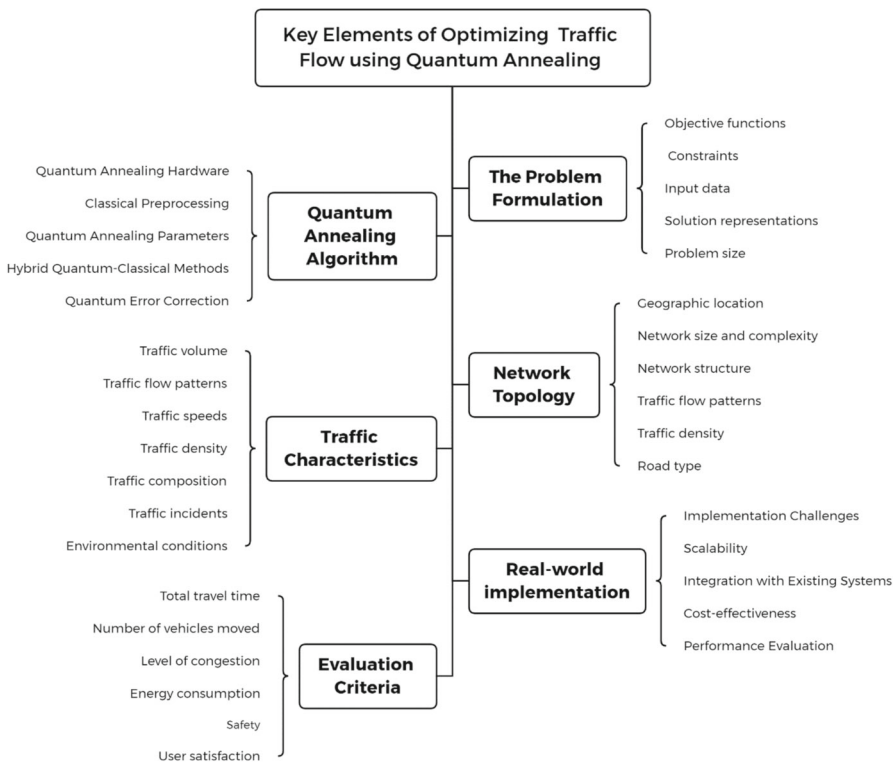 Key Elements of Optimizing Traffic
Flow using Quantum Annealing
Quantum Annealing Hardware
Classical Preprocessing
Quantum Annealing Parameters
Hybrid Quantum-Classical Methods
Quantum Error Correction
Quantum
Annealing
Algorithm
The Problem
Formulation
Objective functions
Constraints
Input data
Solution representations
Problem size
Traffic volume
Traffic flow patterns
Traffic speeds
Traffic density
Traffic composition
Traffic incidents
Environmental conditions
Traffic
Characteristics
Network
Topology
Geographic location
Network size and complexity
Network structure
Traffic flow patterns
Traffic density
Road type
Total travel time
Number of vehicles moved
Level of congestion
Energy consumption
Safety
User satisfaction
Evaluation
Criteria
Real-world
implementation
Implementation Challenges
Scalability
Integration with Existing Systems
Cost-effectiveness
Performance Evaluation